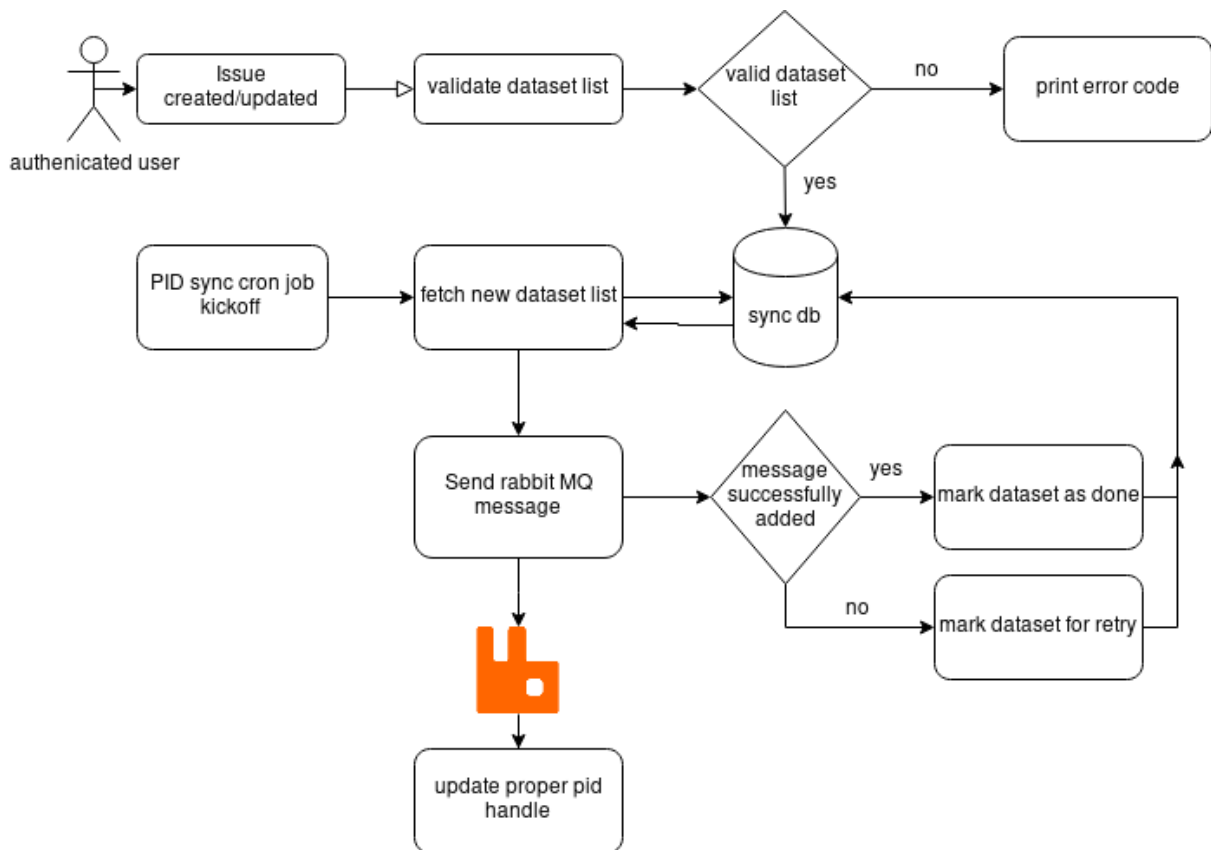 Issue
created/updated
validate dataset list
valid dataset
list
no
print error code
authenicated user
yes
PID sync cron job
kickoff
fetch new dataset list
sync db
Send rabbit MQ
message
message
successfully
added
yes
mark dataset as done
no
mark dataset for retry
update proper pid
handle